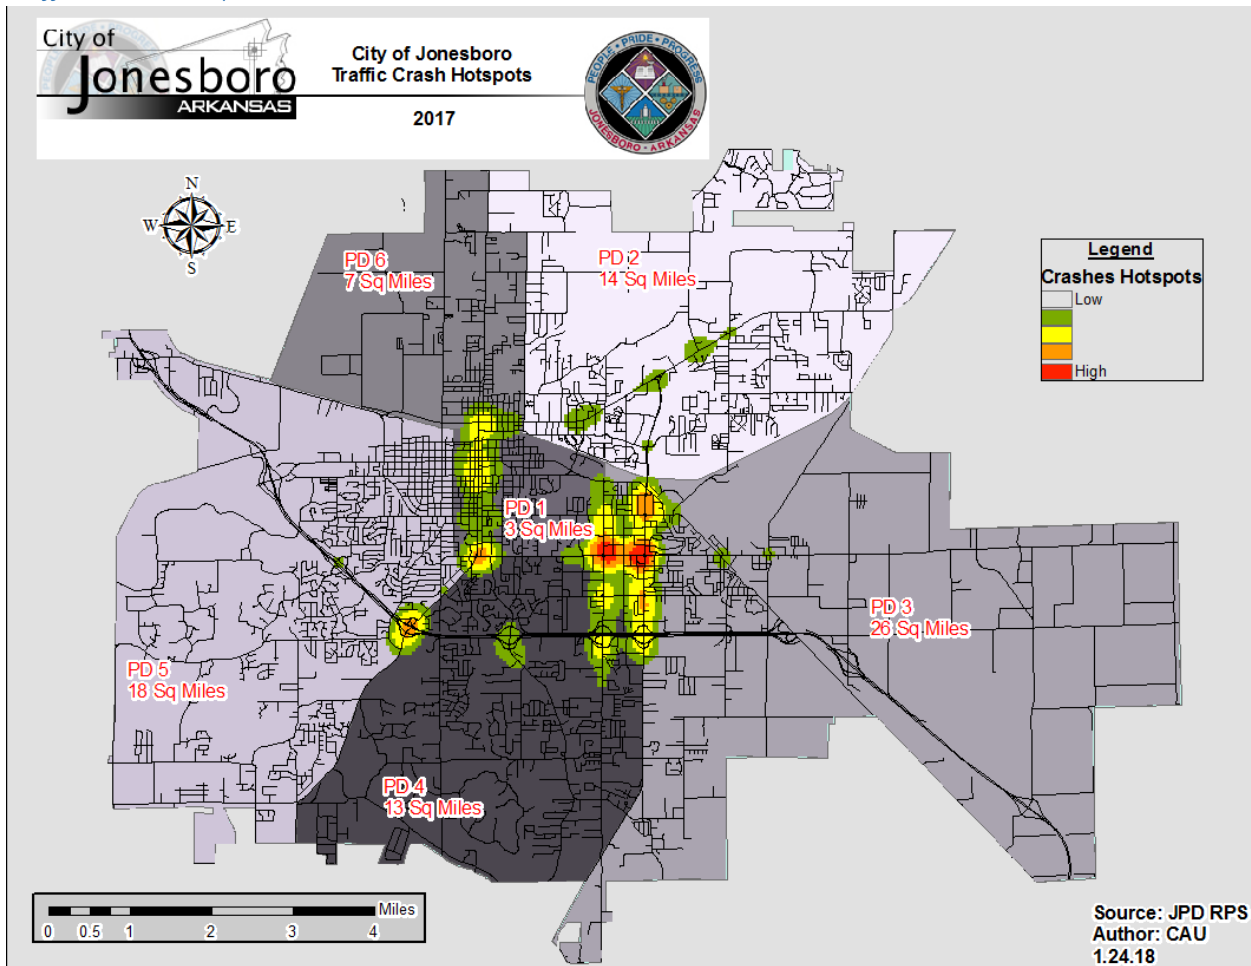 City of
Jonesboro
ARKANSAS
City of Jonesboro
Traffic Crash Hotspots
2017
PEOPLE • PRIDE • PROGRESS
JONESBORO • ARKANSAS
N
W E
S
PD 6
7 Sq Miles
PD 2
14 Sq Miles
Legend
Crashes Hotspots
Low
High
PD 1
3 Sq Miles
PD 3
26 Sq Miles
PD 5
18 Sq Miles
PD 4
13 Sq Miles
Miles
0 0.5 1 2 3 4
Source: JPD RPS
Author: CAU
1.24.18